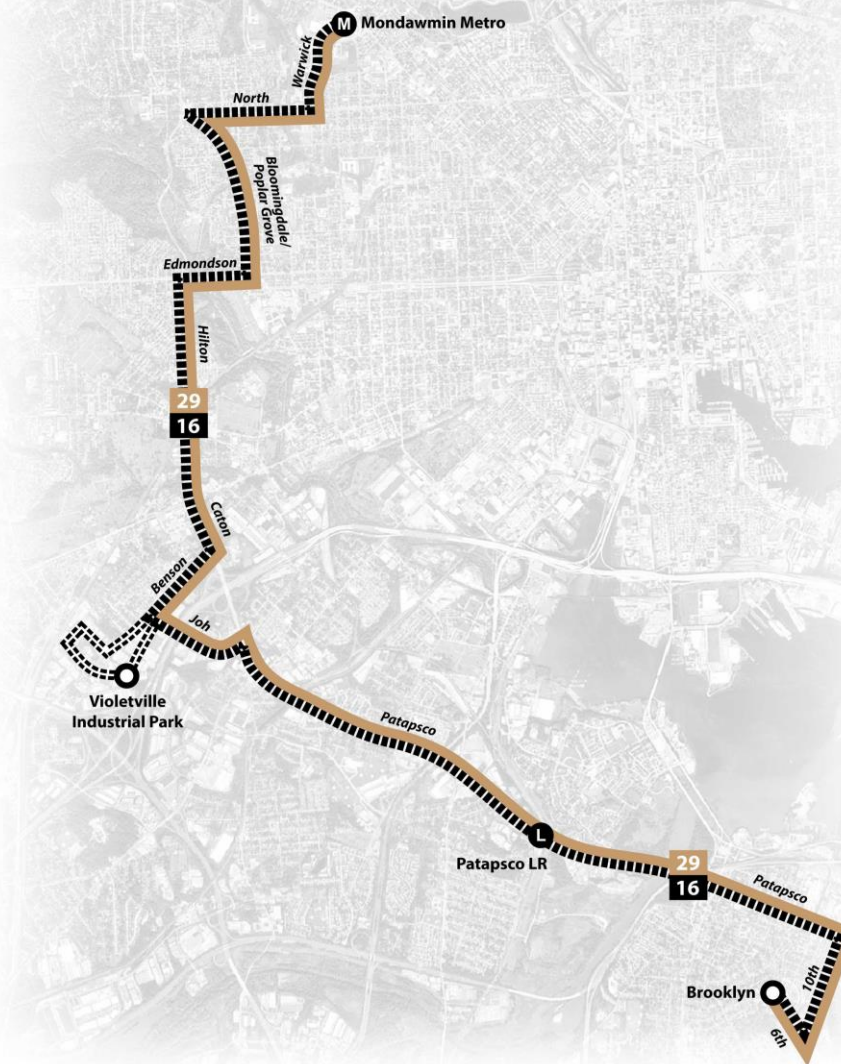 M Mondawmin Metro
Warwick
North
Bloomingdale/
Poplar Grove
Edmondson
Hilton
29
16
Caton
Benson
Joh
Violetville
Industrial Park
Patapsco
L
Patapsco LR
29
16
Patapsco
10th
Brooklyn
6th